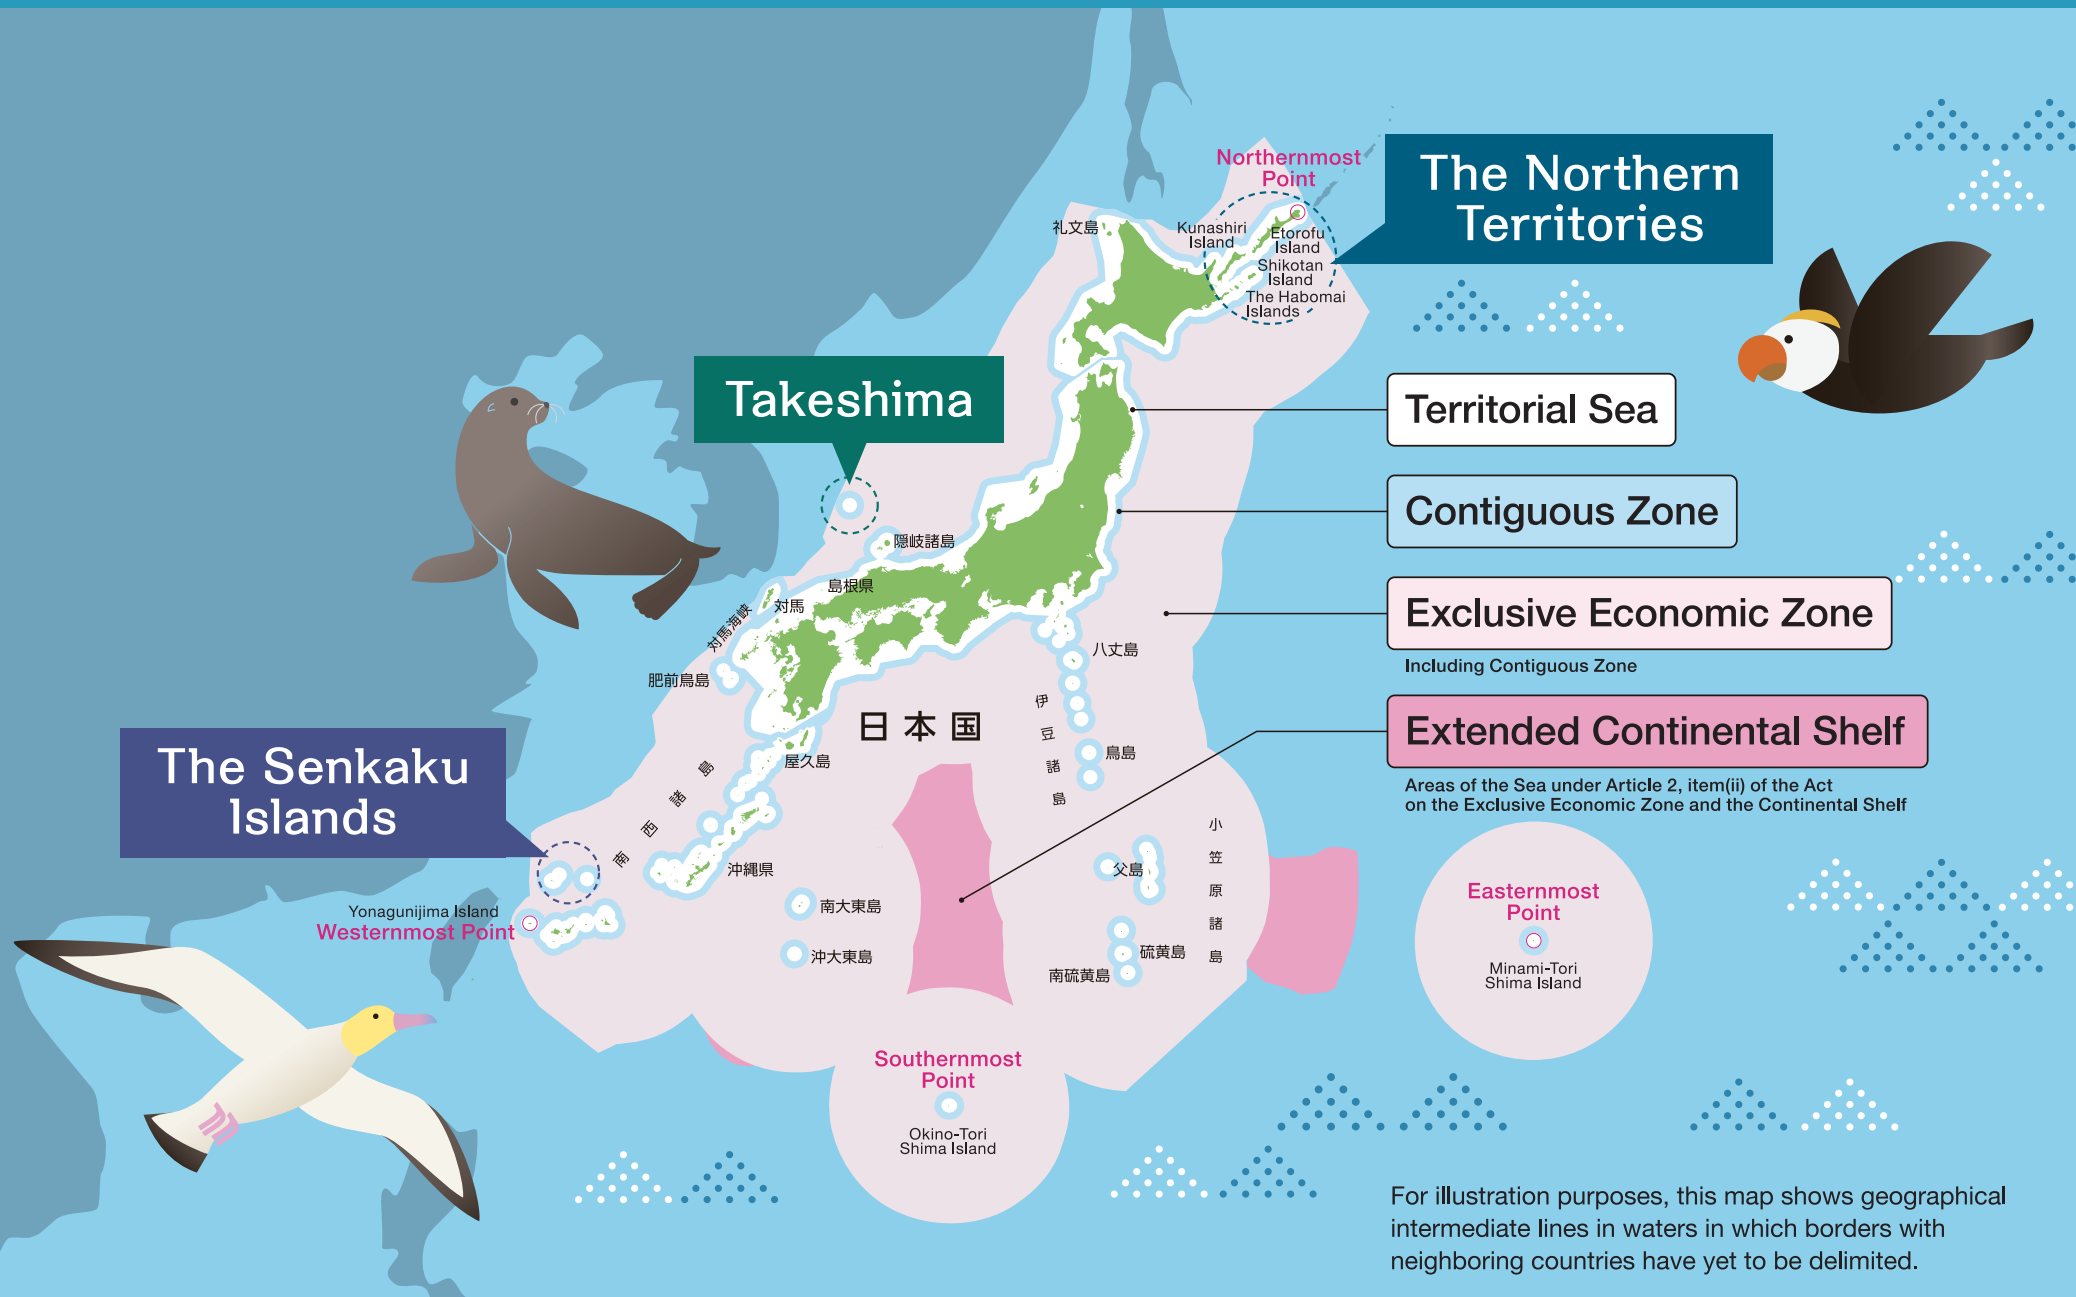 Northernmost
Point
The Northern
Territories
礼文島
Kunashiri
Island
Etorofu
Island
Shikotan
Island
The Habomai
Islands
Takeshima
Territorial Sea
Contiguous Zone
隠岐諸島
島根県
対馬
対馬海峡
Exclusive Economic Zone
Including Contiguous Zone
八丈島
肥前鳥島
伊豆諸島
日本国
Extended Continental Shelf
Areas of the Sea under Article 2, item(ii) of the Act
on the Exclusive Economic Zone and the Continental Shelf
鳥島
屋久島
The Senkaku
Islands
南西諸島
小笠原諸島
沖縄県
父島
南大東島
沖大東島
硫黄島
南硫黄島
Yonagunijima Island
Westernmost Point
Easternmost
Point
Minami-Tori
Shima Island
Southernmost
Point
Okino-Tori
Shima Island
For illustration purposes, this map shows geographical
intermediate lines in waters in which borders with
neighboring countries have yet to be delimited.